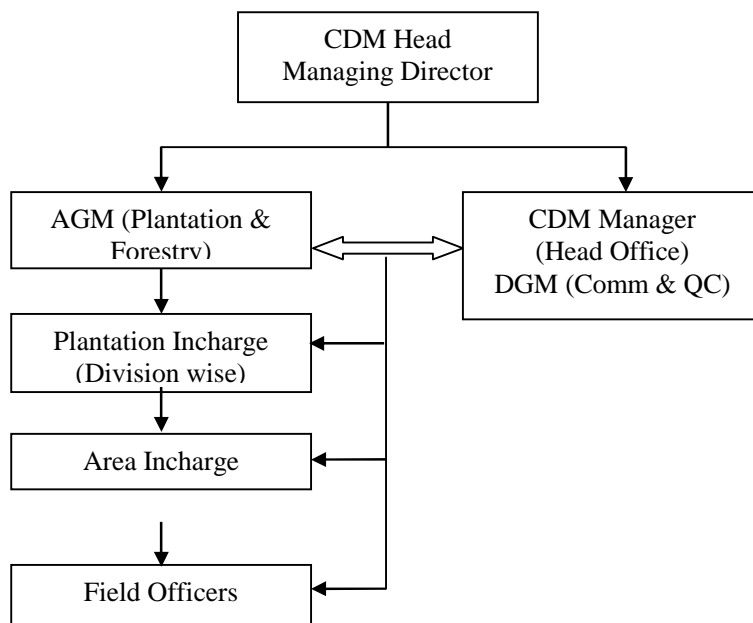 CDM Head
Managing Director
AGM (Plantation &
Forestry)
CDM Manager
(Head Office)
DGM (Comm & QC)
Plantation Incharge
(Division wise)
Area Incharge
Field Officers